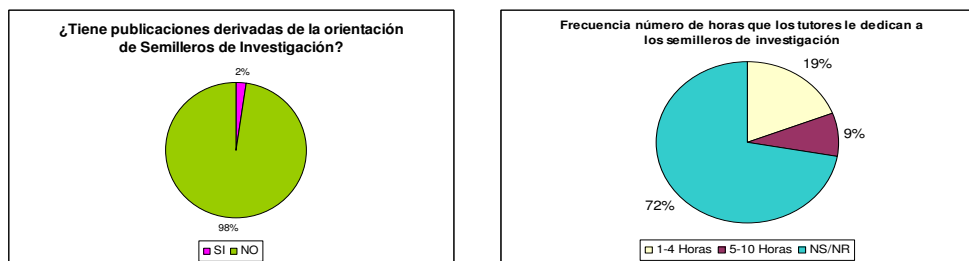 ¿Tiene publicaciones derivadas de la orientación
de Semilleros de Investigación?
2%
98%
SI NO
Frecuencia número de horas que los tutores le dedican a
los semilleros de investigación
19%
9%
72%
1-4 Horas 5-10 Horas NS/NR